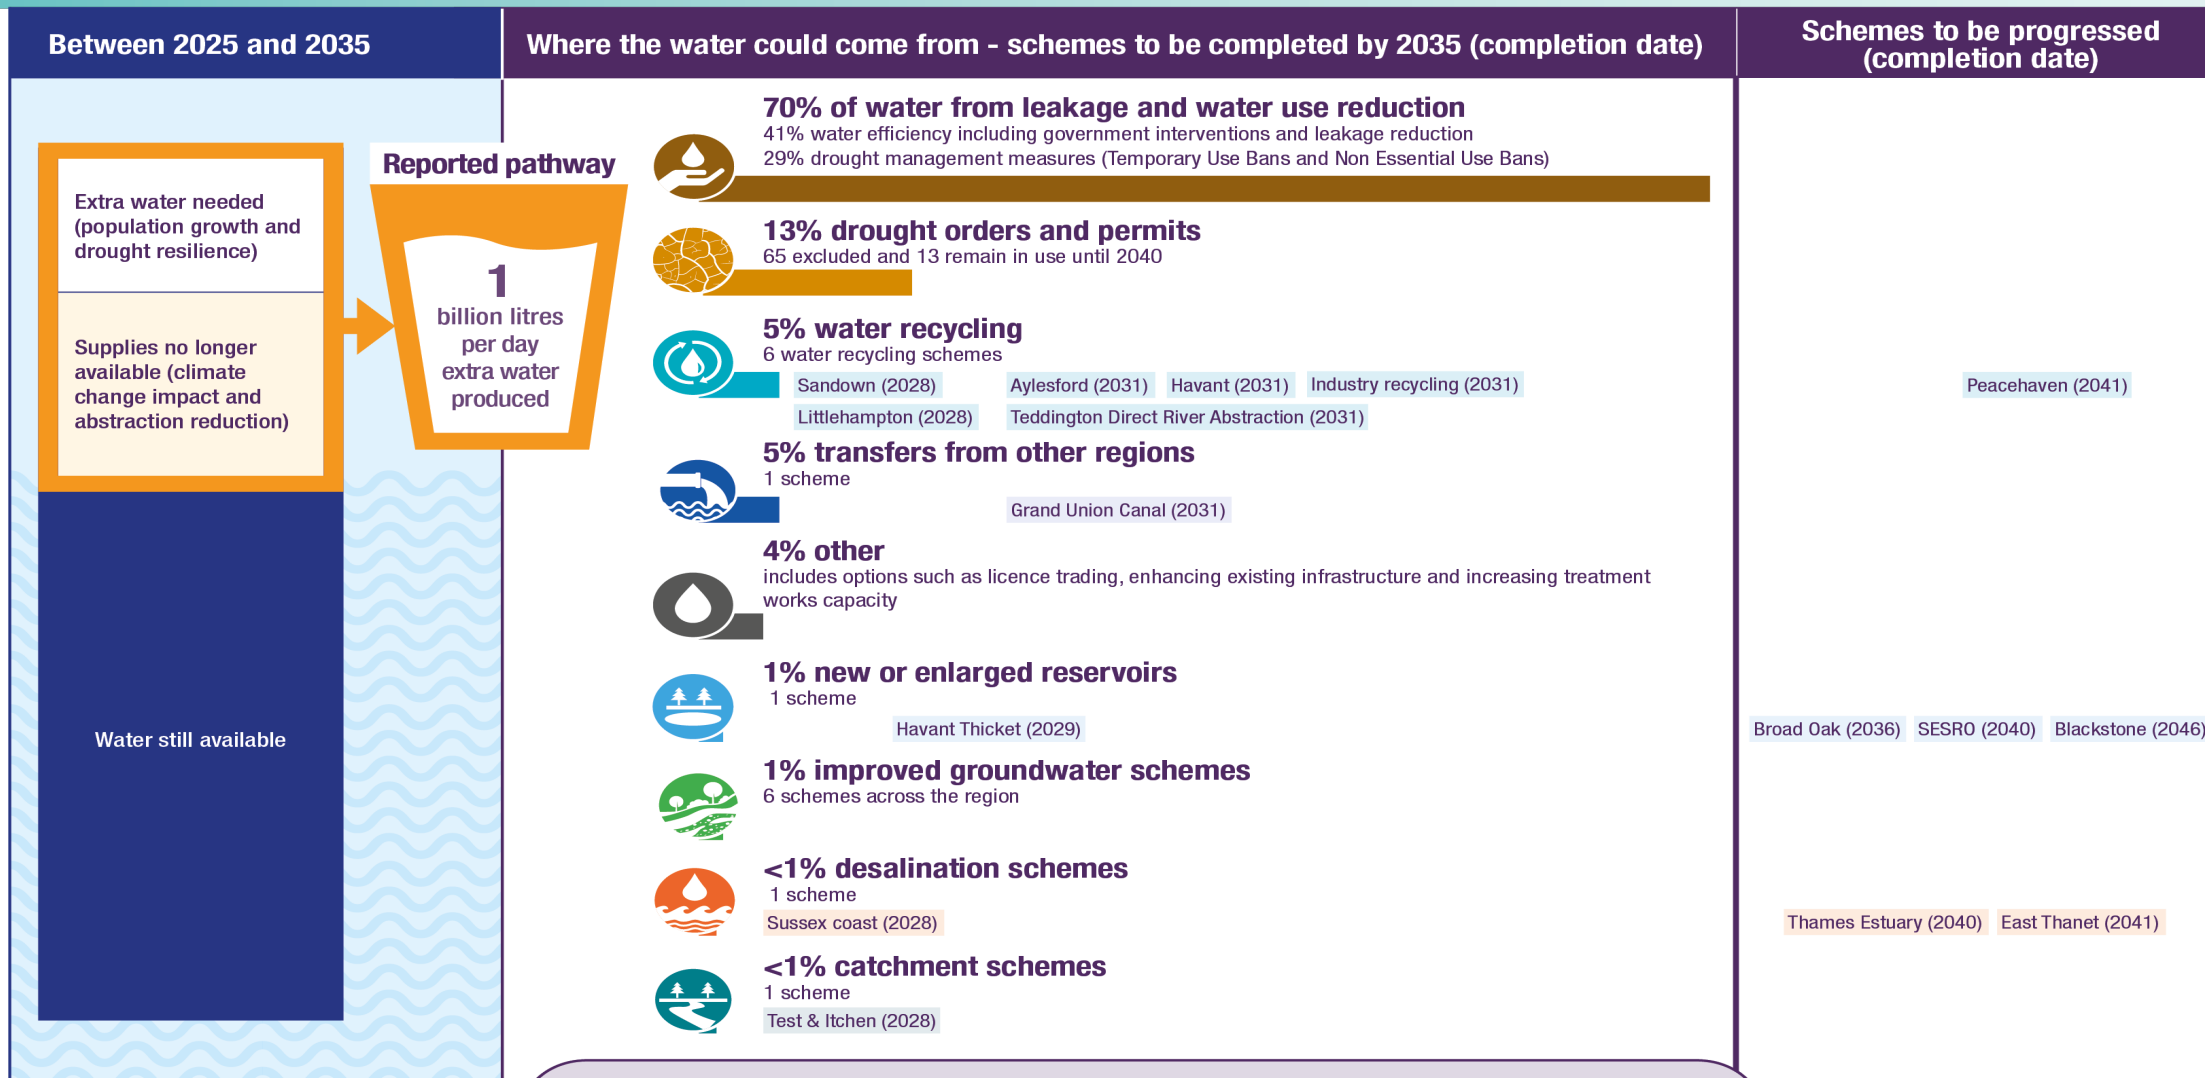 Between 2025 and 2035
Where the water could come from - schemes to be completed by 2035 (completion date)
Schemes to be progressed
(completion date)
Extra water needed
(population growth and
drought resilience)
Supplies no longer
available (climate
change impact and
abstraction reduction)
Water still available
Reported pathway
1
billion litres
per day
extra water
produced
70% of water from leakage and water use reduction
41% water efficiency including government interventions and leakage reduction
29% drought management measures (Temporary Use Bans and Non Essential Use Bans)
13% drought orders and permits
65 excluded and 13 remain in use until 2040
5% water recycling
6 water recycling schemes
Sandown (2028) Aylesford (2031) Havant (2031) Industry recycling (2031)
Peacehaven (2041)
Littlehampton (2028) Teddington Direct River Abstraction (2031)
5% transfers from other regions
1 scheme
Grand Union Canal (2031)
4% other
includes options such as licence trading, enhancing existing infrastructure and increasing treatment
works capacity
1% new or enlarged reservoirs
1 scheme
Havant Thicket (2029)
Broad Oak (2036) SESRO (2040) Blackstone (2046)
1% improved groundwater schemes
6 schemes across the region
<1% desalination schemes
1 scheme
Sussex coast (2028)
Thames Estuary (2040) East Thanet (2041)
<1% catchment schemes
1 scheme
Test & Itchen (2028)